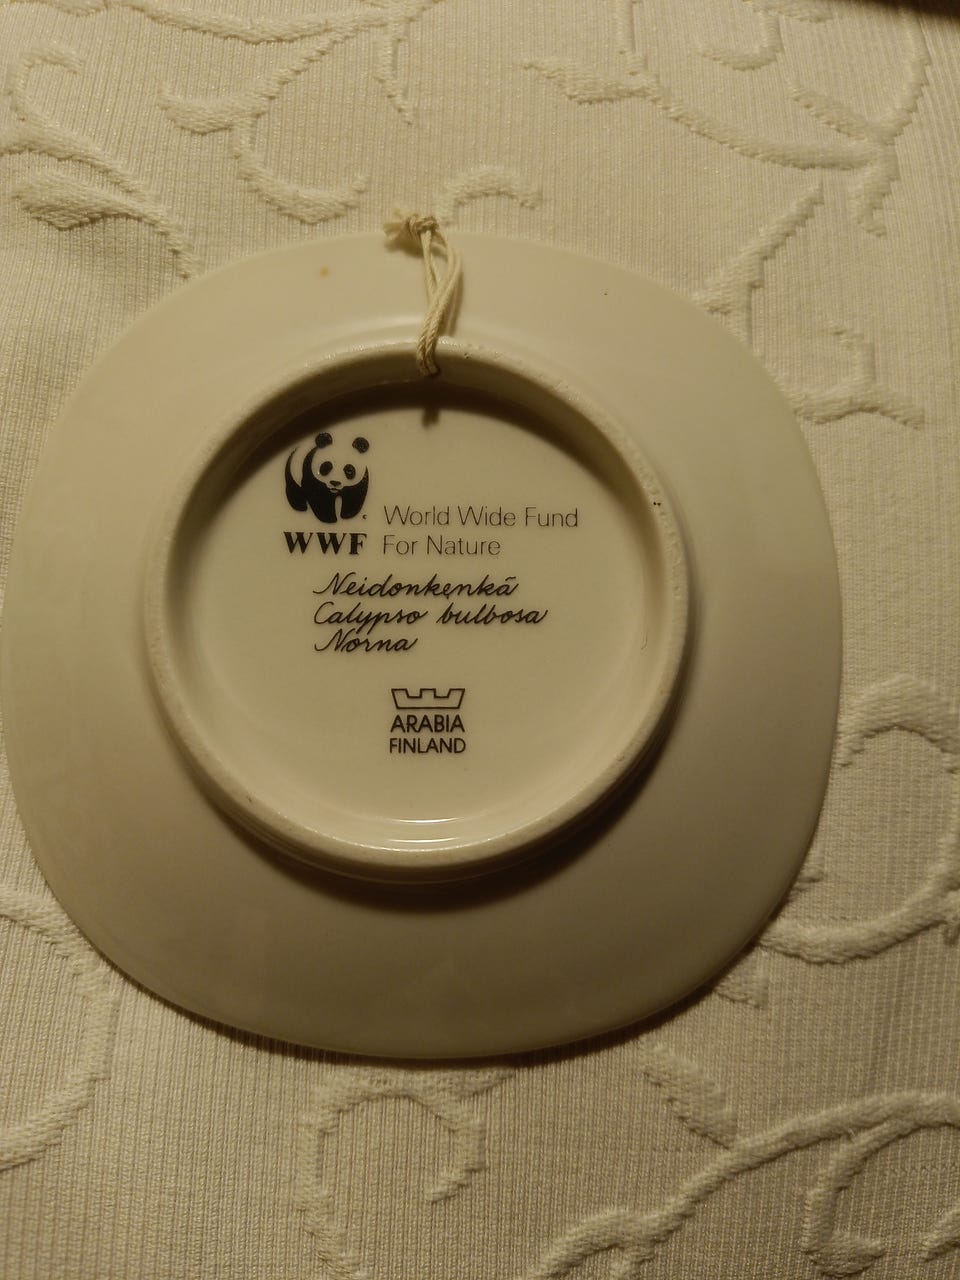 WWF
World Wide Fund
For Nature
Neidonkenkä
Calypso bulbosa
Norna
ARABIA
FINLAND